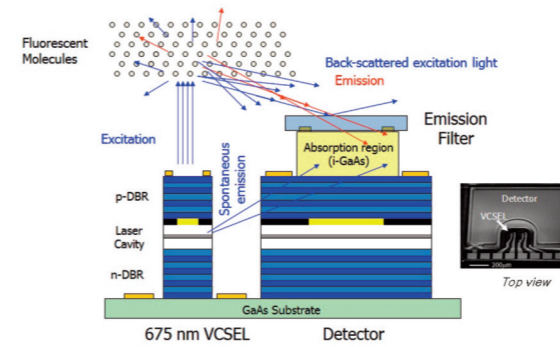 Fluorescent
Molecules
Back-scattered excitation light
Emission
Excitation
Emission
Filter
Absorption region
(i-GaAs)
Spontaneous
emission
p-DBR
Laser
Cavity
n-DBR
Detector
VCSEL
200μm
Top view
GaAs Substrate
675 nm VCSEL
Detector